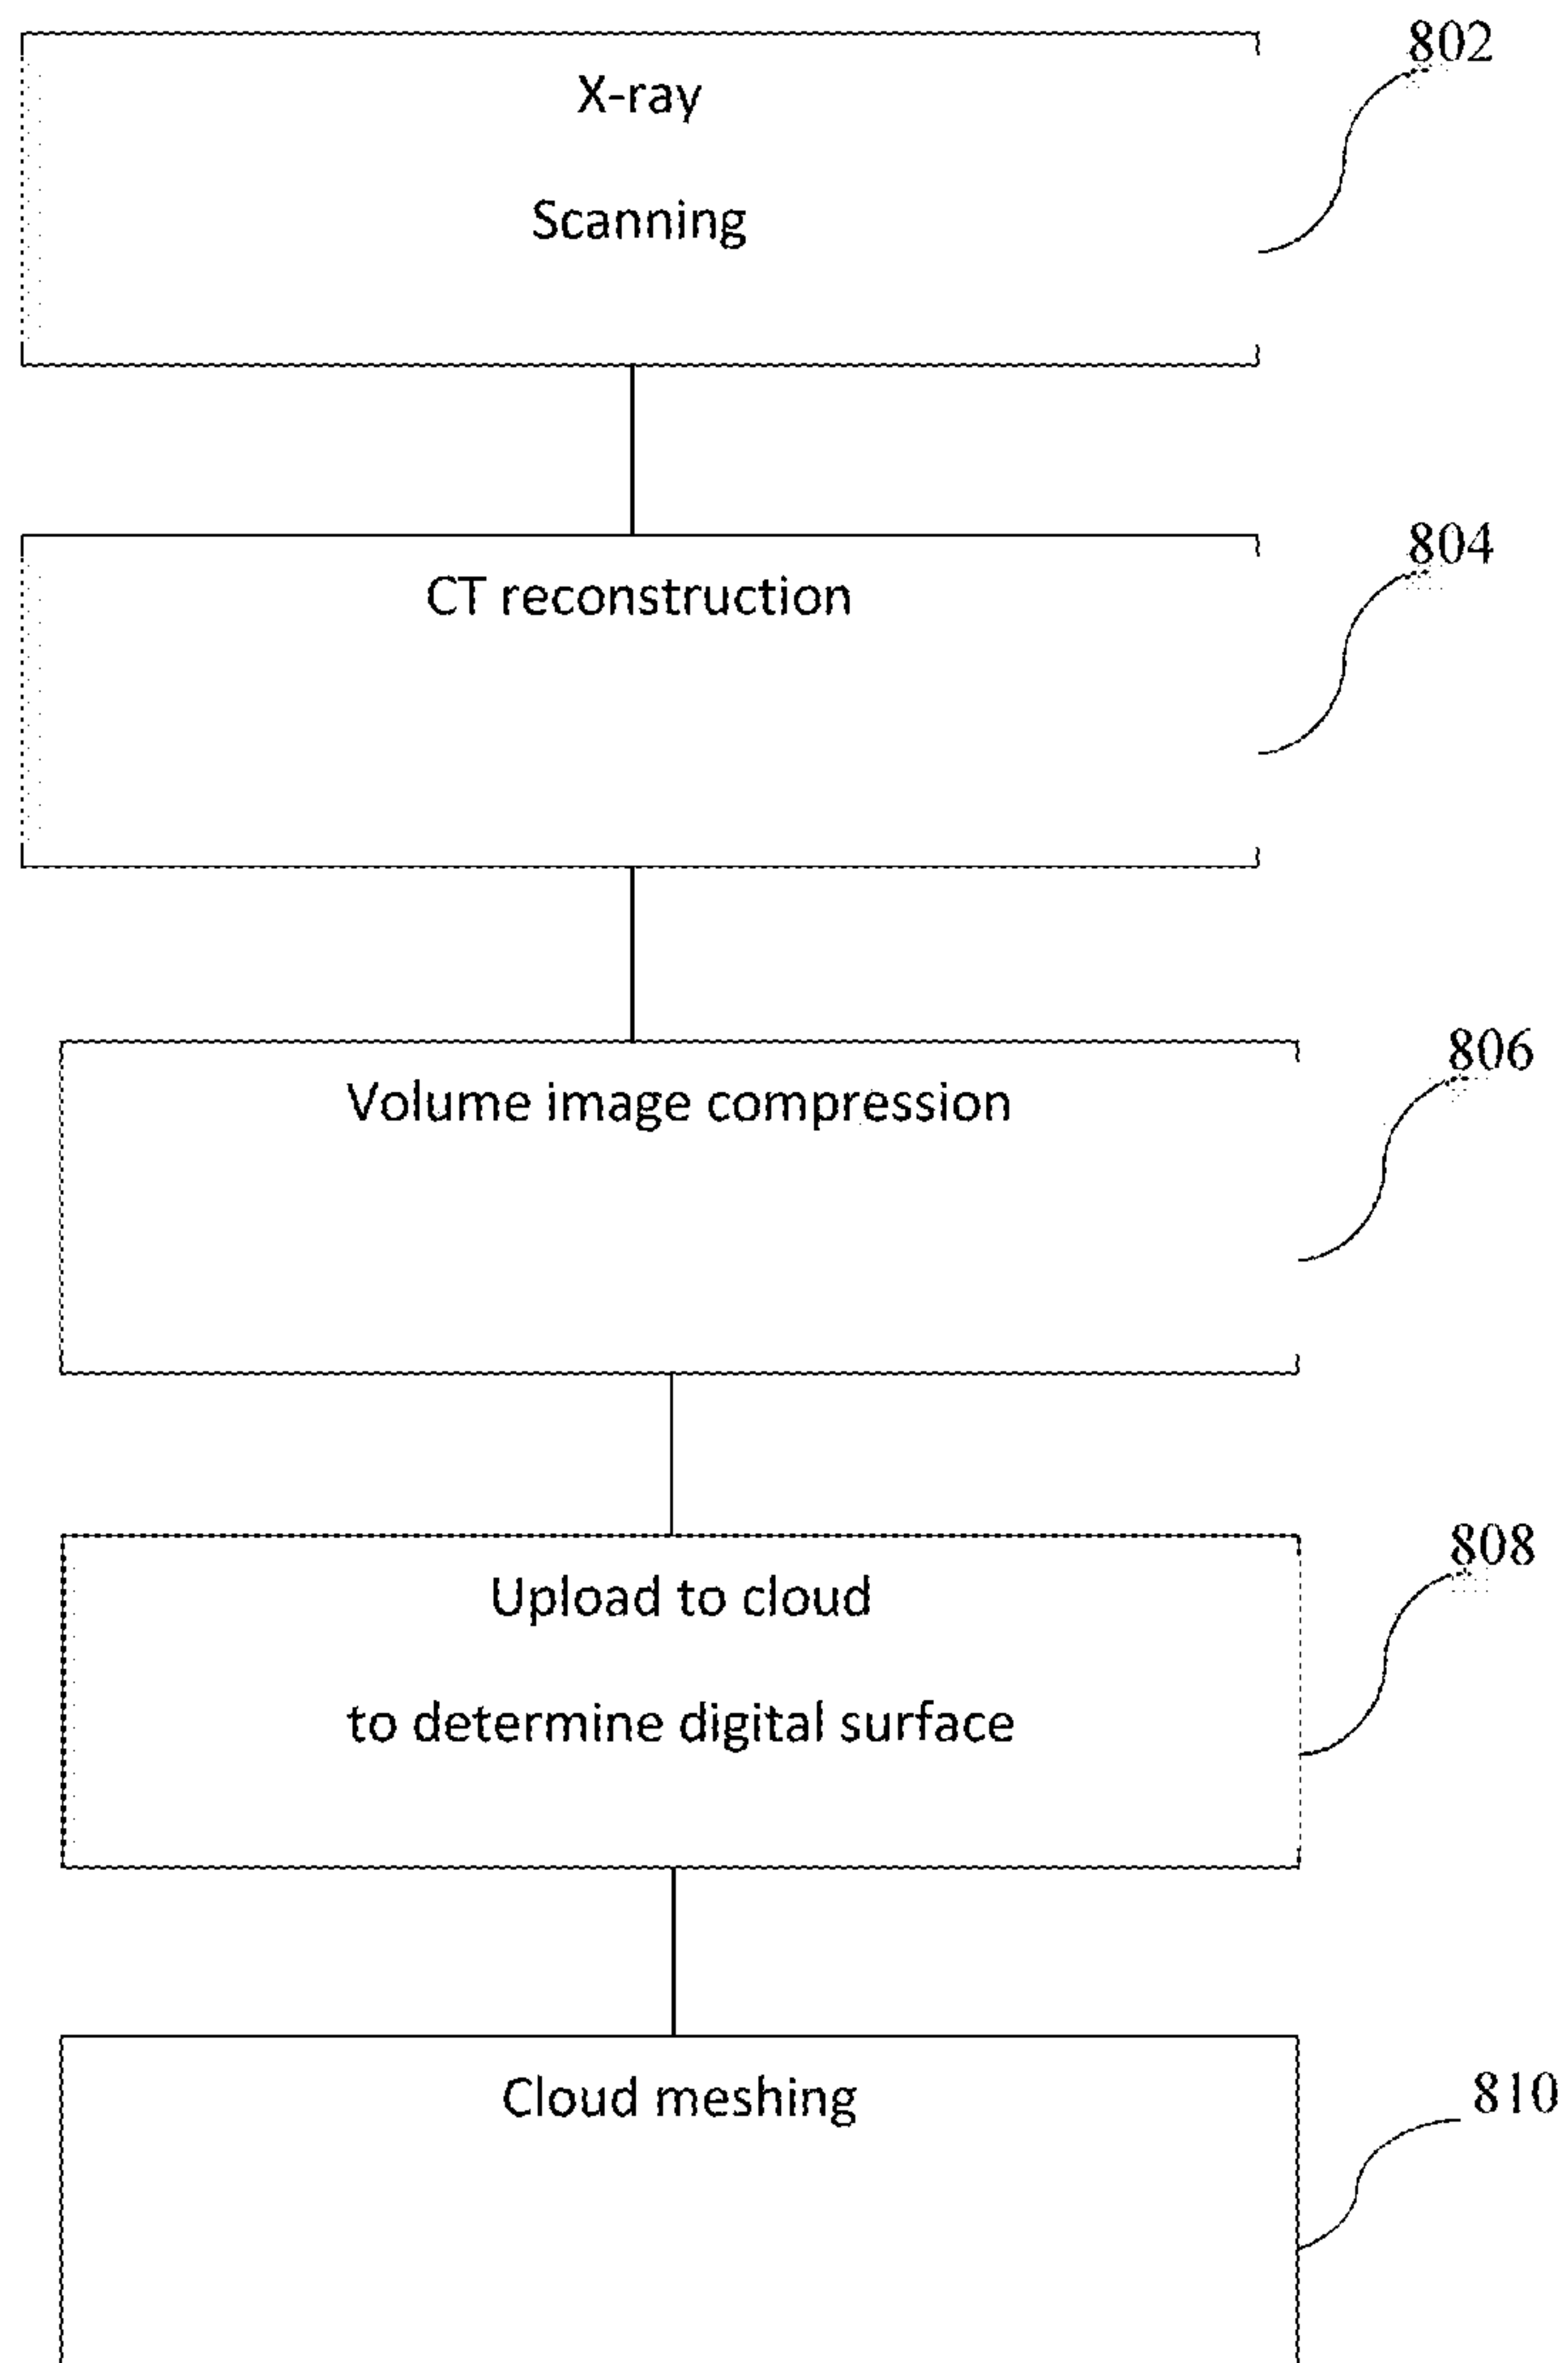 802
X-ray
Scanning
804
CT reconstruction
806
Volume image compression
808
Upload to cloud
to determine digital surface
810
Cloud meshing